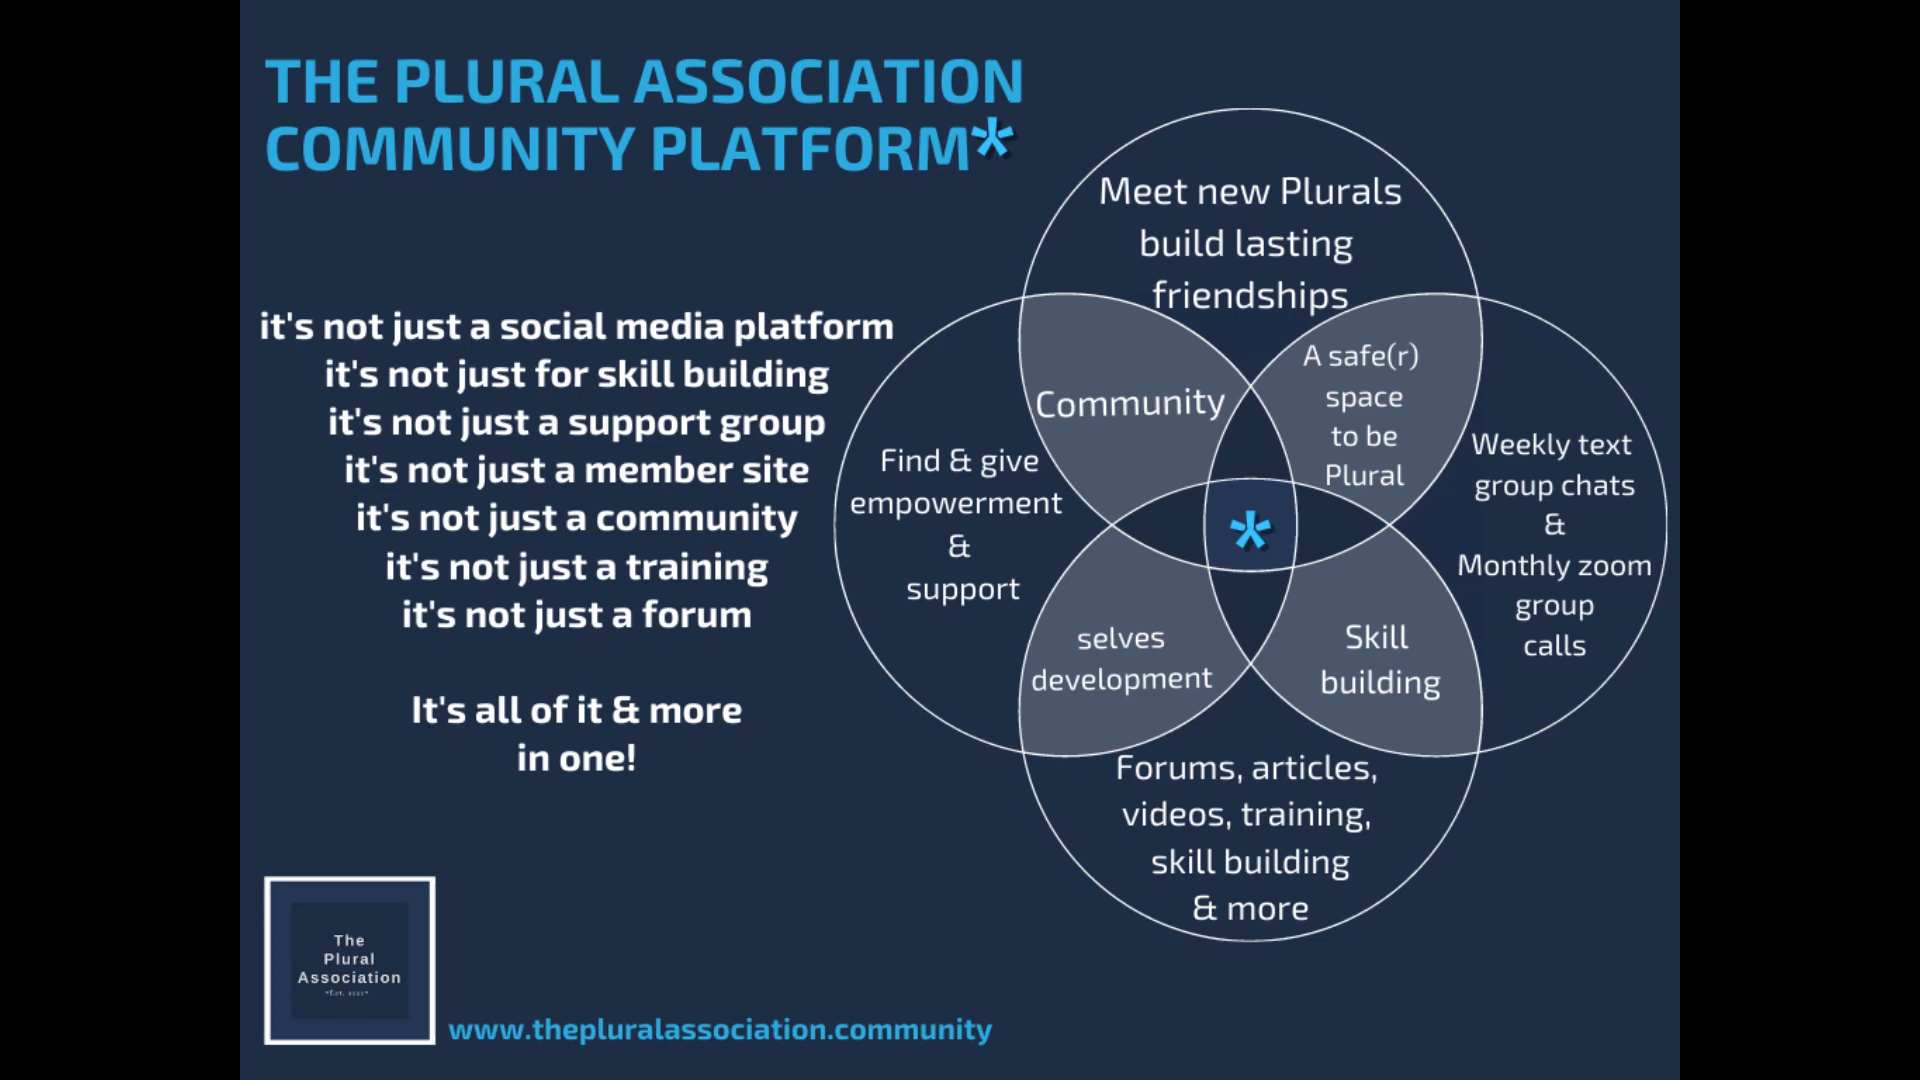 THE PLURAL ASSOCIATION
COMMUNITY PLATFORM*
it's not just a social media platform
it's not just for skill building
it's not just a support group
it's not just a member site
it's not just a community
it's not just a training
it's not just a forum
It's all of it & more
in one!
Meet new Plurals
build lasting
friendships
Community
A safe(r)
space
to be
Plural
Find & give
empowerment
&
support
*
Weekly text
group chats
&
Monthly zoom
group
calls
selves
development
Skill
building
Forums, articles,
videos, training,
skill building
& more
The
Plural
Association
www.thepluralassociation.community